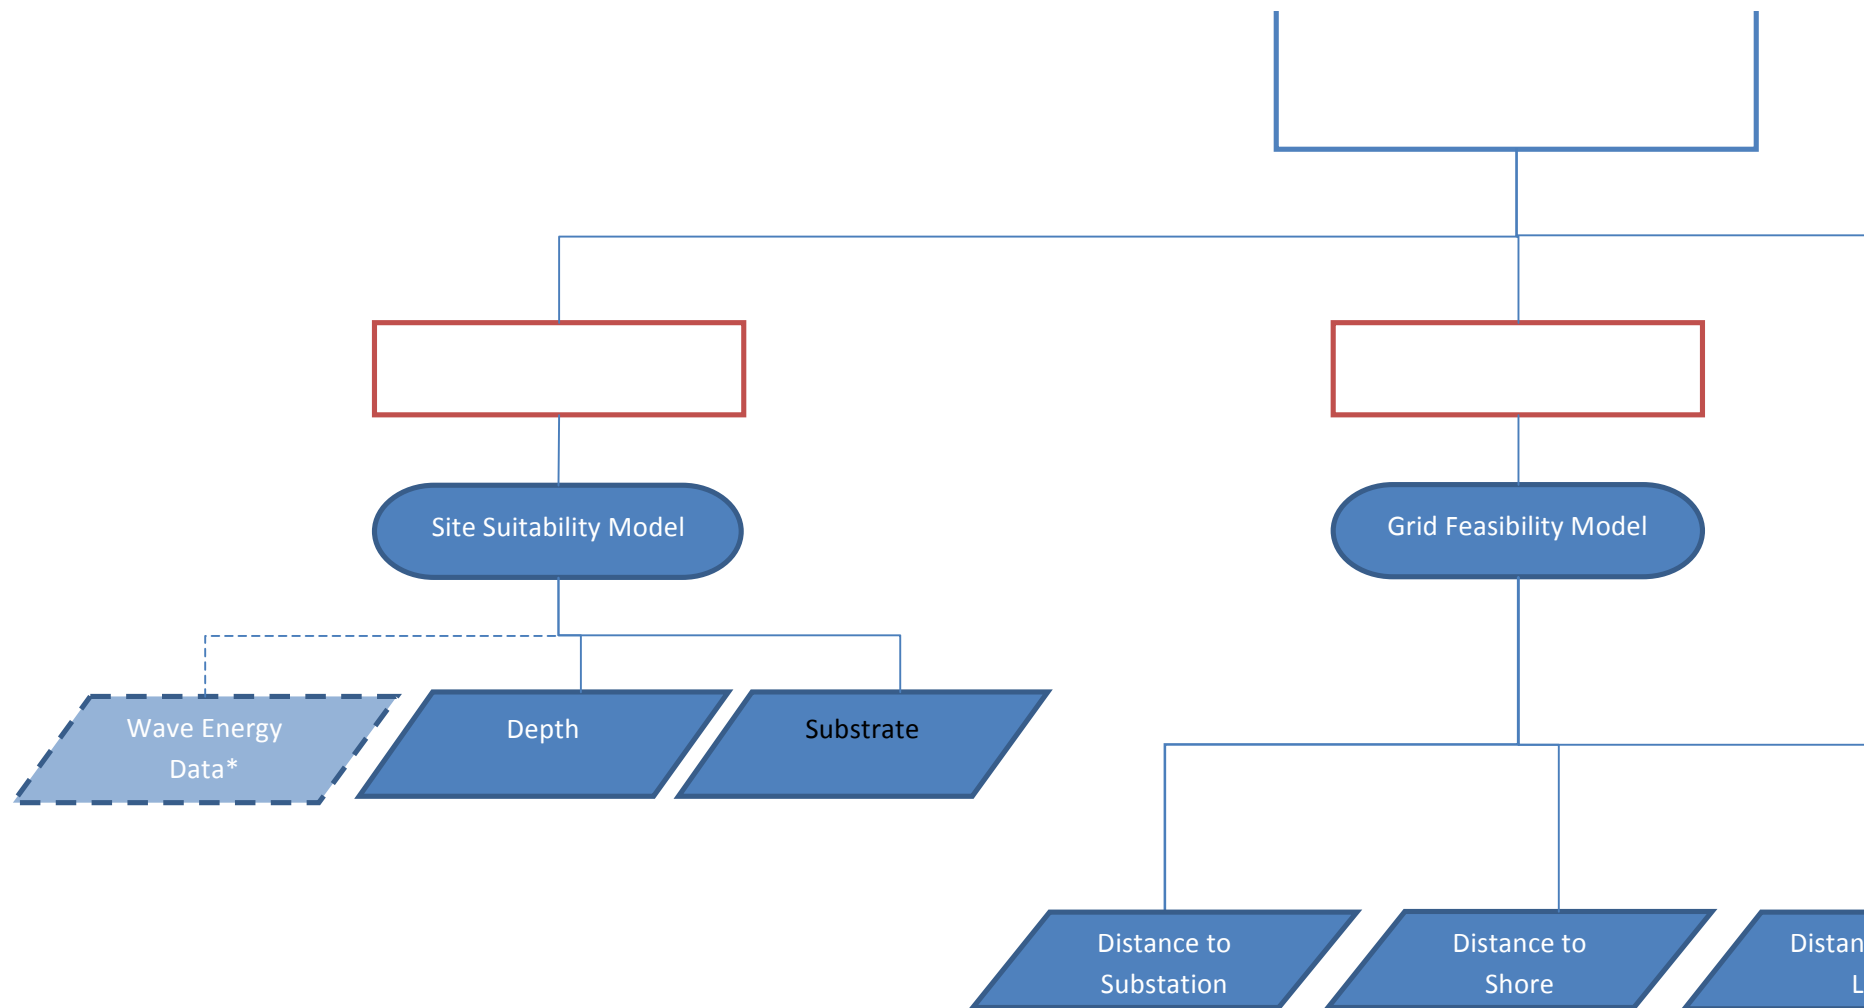 Site Suitability Model
Grid Feasibility Model
Wave Energy
Data*
Depth
Substrate
Distance to
Substation
Distance to
Shore